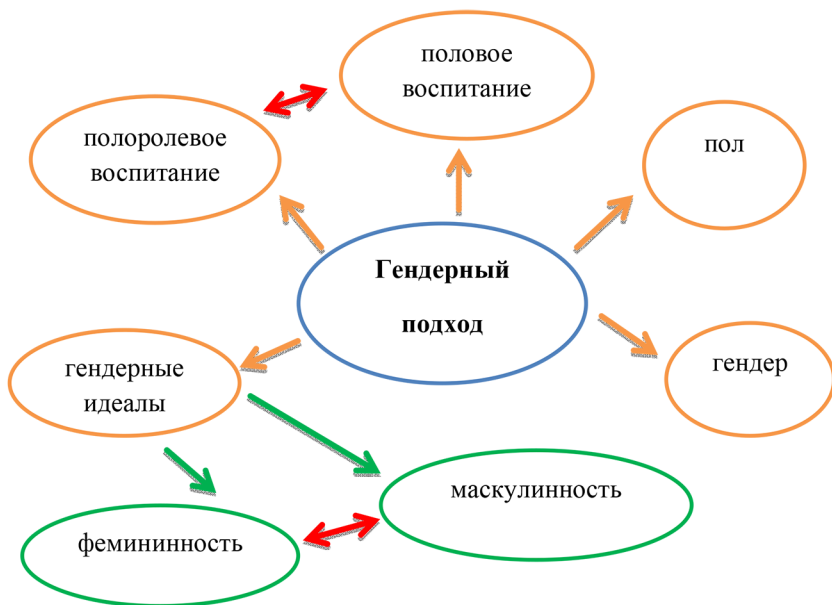 половое
воспитание
полоролевое
воспитание
пол
Гендерный
подход
гендерные
идеалы
гендер
маскулинность
фемининность